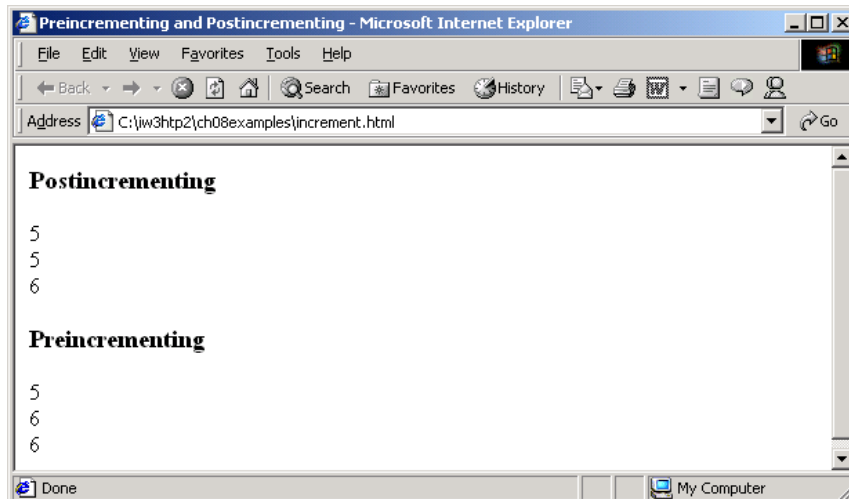 Preincrementing and Postincrementing - Microsoft Internet Explorer
File Edit View Favorites Tools Help
Back Search Favorites History
Address C:\iw3htp2\ch08examples\increment.html Go
Postincrementing
5
5
6
Preincrementing
5
6
6
Done My Computer